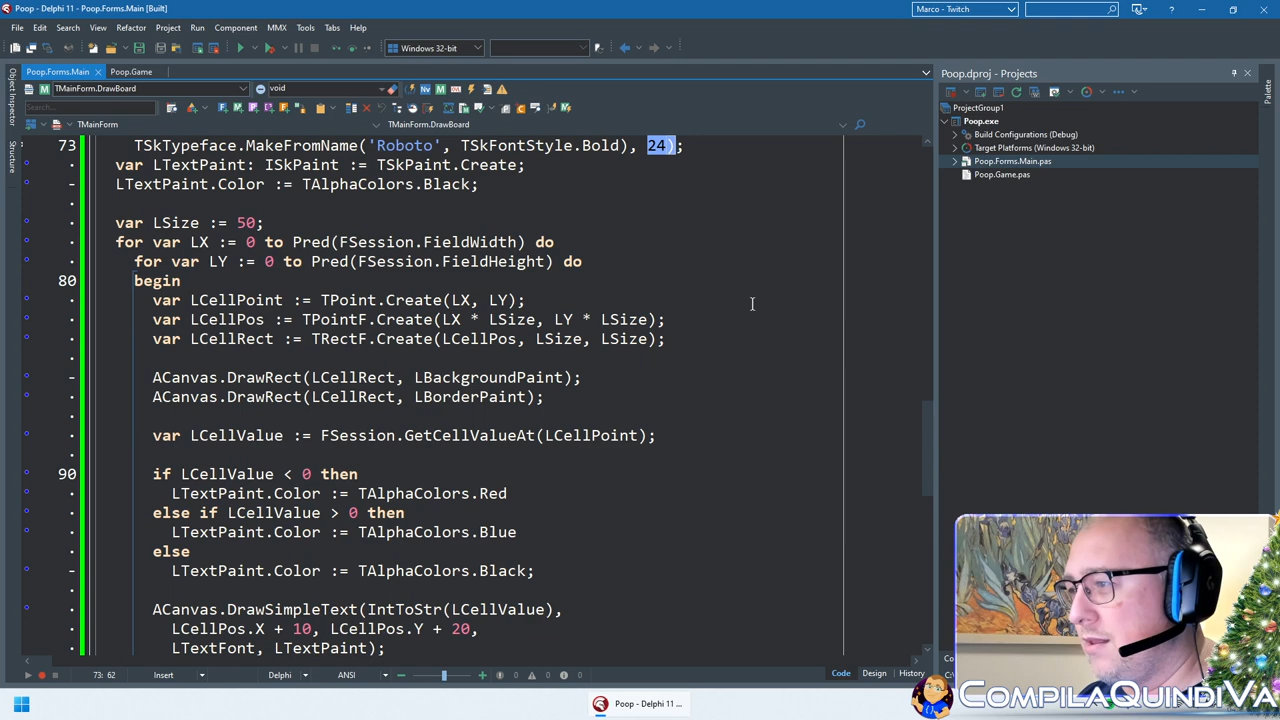 Poop - Delphi 11 - Poop.Forms.Main [Built]
Marco - Twitch
File Edit Search View Refactor Project Run Component MMX Tools Tabs Help
Windows 32-bit
Poop.Forms.Main Poop.Game
Poop.dproj - Projects
TMainForm.DrawBoard void
Search...
TMainForm TMainForm.DrawBoard
ProjectGroup1
Poop.exe
Build Configurations (Debug)
Target Platforms (Windows 32-bit)
Poop.Forms.Main.pas
Poop.Game.pas
Object Inspector
Structure
Palette
73 TSkTypeface.MakeFromName('Roboto', TSkFontStyle.Bold), 24);
var LTextPaint: ISkPaint := TSkPaint.Create;
LTextPaint.Color := TAlphaColors.Black;
var LSize := 50;
for var LX := 0 to Pred(FSession.FieldWidth) do
for var LY := 0 to Pred(FSession.FieldHeight) do
80 begin
var LCellPoint := TPoint.Create(LX, LY);
var LCellPos := TPointF.Create(LX * LSize, LY * LSize);
var LCellRect := TRectF.Create(LCellPos, LSize, LSize);
ACanvas.DrawRect(LCellRect, LBackgroundPaint);
ACanvas.DrawRect(LCellRect, LBorderPaint);
var LCellValue := FSession.GetCellValueAt(LCellPoint);
90 if LCellValue < 0 then
LTextPaint.Color := TAlphaColors.Red
else if LCellValue > 0 then
LTextPaint.Color := TAlphaColors.Blue
else
LTextPaint.Color := TAlphaColors.Black;
ACanvas.DrawSimpleText(IntToStr(LCellValue),
LCellPos.X + 10, LCellPos.Y + 20,
LTextFont, LTextPaint);
73: 62 Insert Delphi ANSI 0 0 0 Code Design History
Poop - Delphi 11 ...
COMPILAQUINDIVA